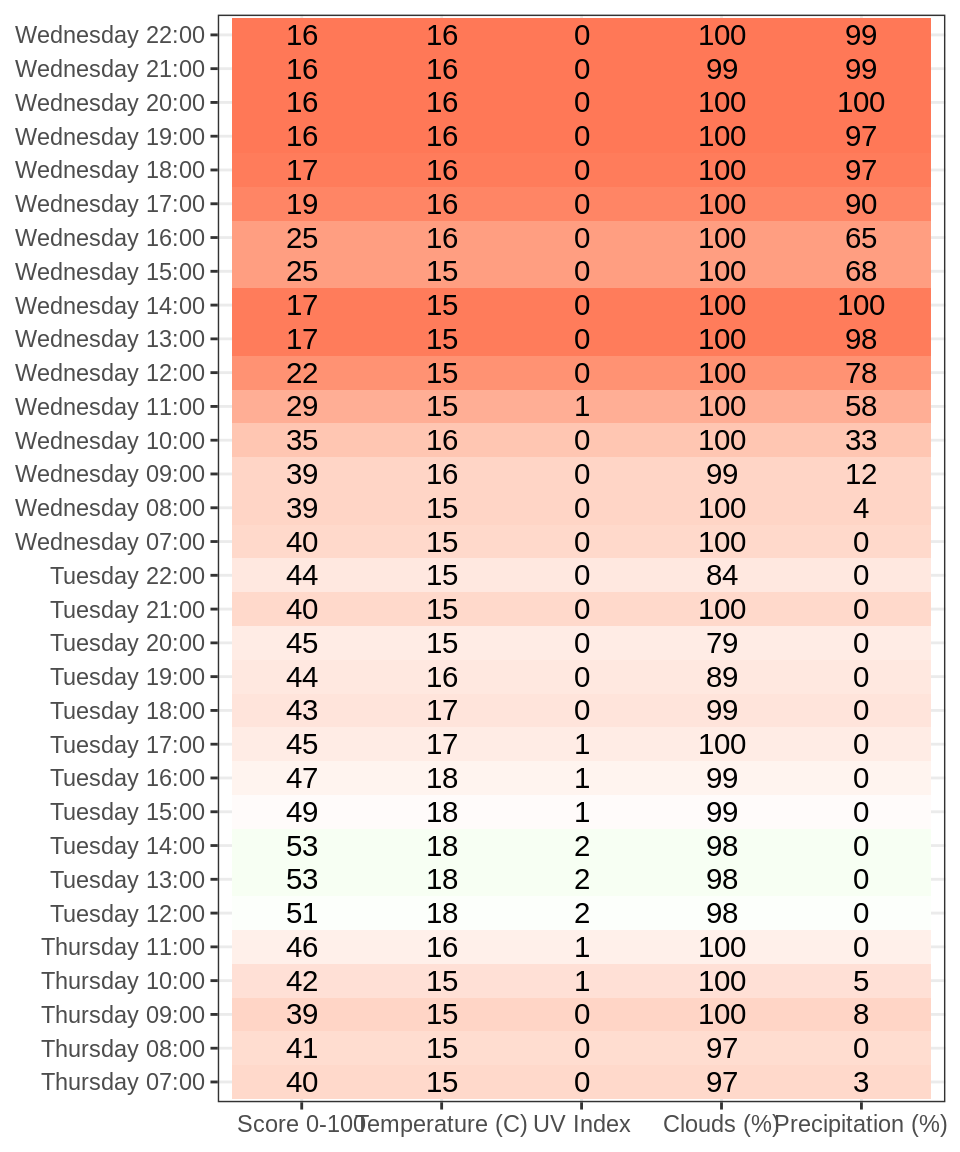 Wednesday 22:00 16 16 0 100 99
Wednesday 21:00 16 16 0 99 99
Wednesday 20:00 16 16 0 100 100
Wednesday 19:00 16 16 0 100 97
Wednesday 18:00 17 16 0 100 97
Wednesday 17:00 19 16 0 100 90
Wednesday 16:00 25 16 0 100 65
Wednesday 15:00 25 15 0 100 68
Wednesday 14:00 17 15 0 100 100
Wednesday 13:00 17 15 0 100 98
Wednesday 12:00 22 15 0 100 78
Wednesday 11:00 29 15 1 100 58
Wednesday 10:00 35 16 0 100 33
Wednesday 09:00 39 16 0 99 12
Wednesday 08:00 39 15 0 100 4
Wednesday 07:00 40 15 0 100 0
Tuesday 22:00 44 15 0 84 0
Tuesday 21:00 40 15 0 100 0
Tuesday 20:00 45 15 0 79 0
Tuesday 19:00 44 16 0 89 0
Tuesday 18:00 43 17 0 99 0
Tuesday 17:00 45 17 1 100 0
Tuesday 16:00 47 18 1 99 0
Tuesday 15:00 49 18 1 99 0
Tuesday 14:00 53 18 2 98 0
Tuesday 13:00 53 18 2 98 0
Tuesday 12:00 51 18 2 98 0
Thursday 11:00 46 16 1 100 0
Thursday 10:00 42 15 1 100 5
Thursday 09:00 39 15 0 100 8
Thursday 08:00 41 15 0 97 0
Thursday 07:00 40 15 0 97 3
Score 0-100 Temperature (C) UV Index Clouds (%) Precipitation (%)